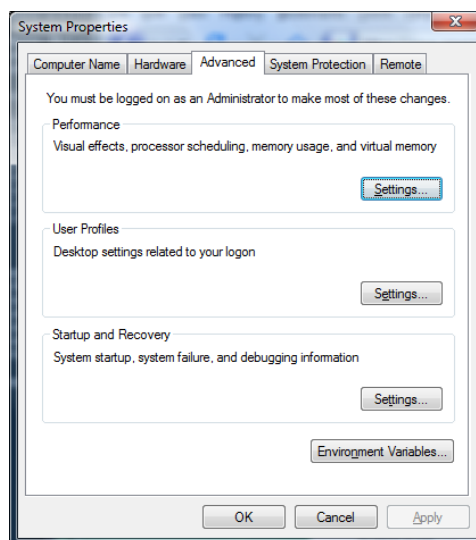 System Properties
Computer Name Hardware Advanced System Protection Remote
You must be logged on as an Administrator to make most of these changes.
Performance
Visual effects, processor scheduling, memory usage, and virtual memory
Settings...
User Profiles
Desktop settings related to your logon
Settings...
Startup and Recovery
System startup, system failure, and debugging information
Settings...
Environment Variables...
OK Cancel Apply